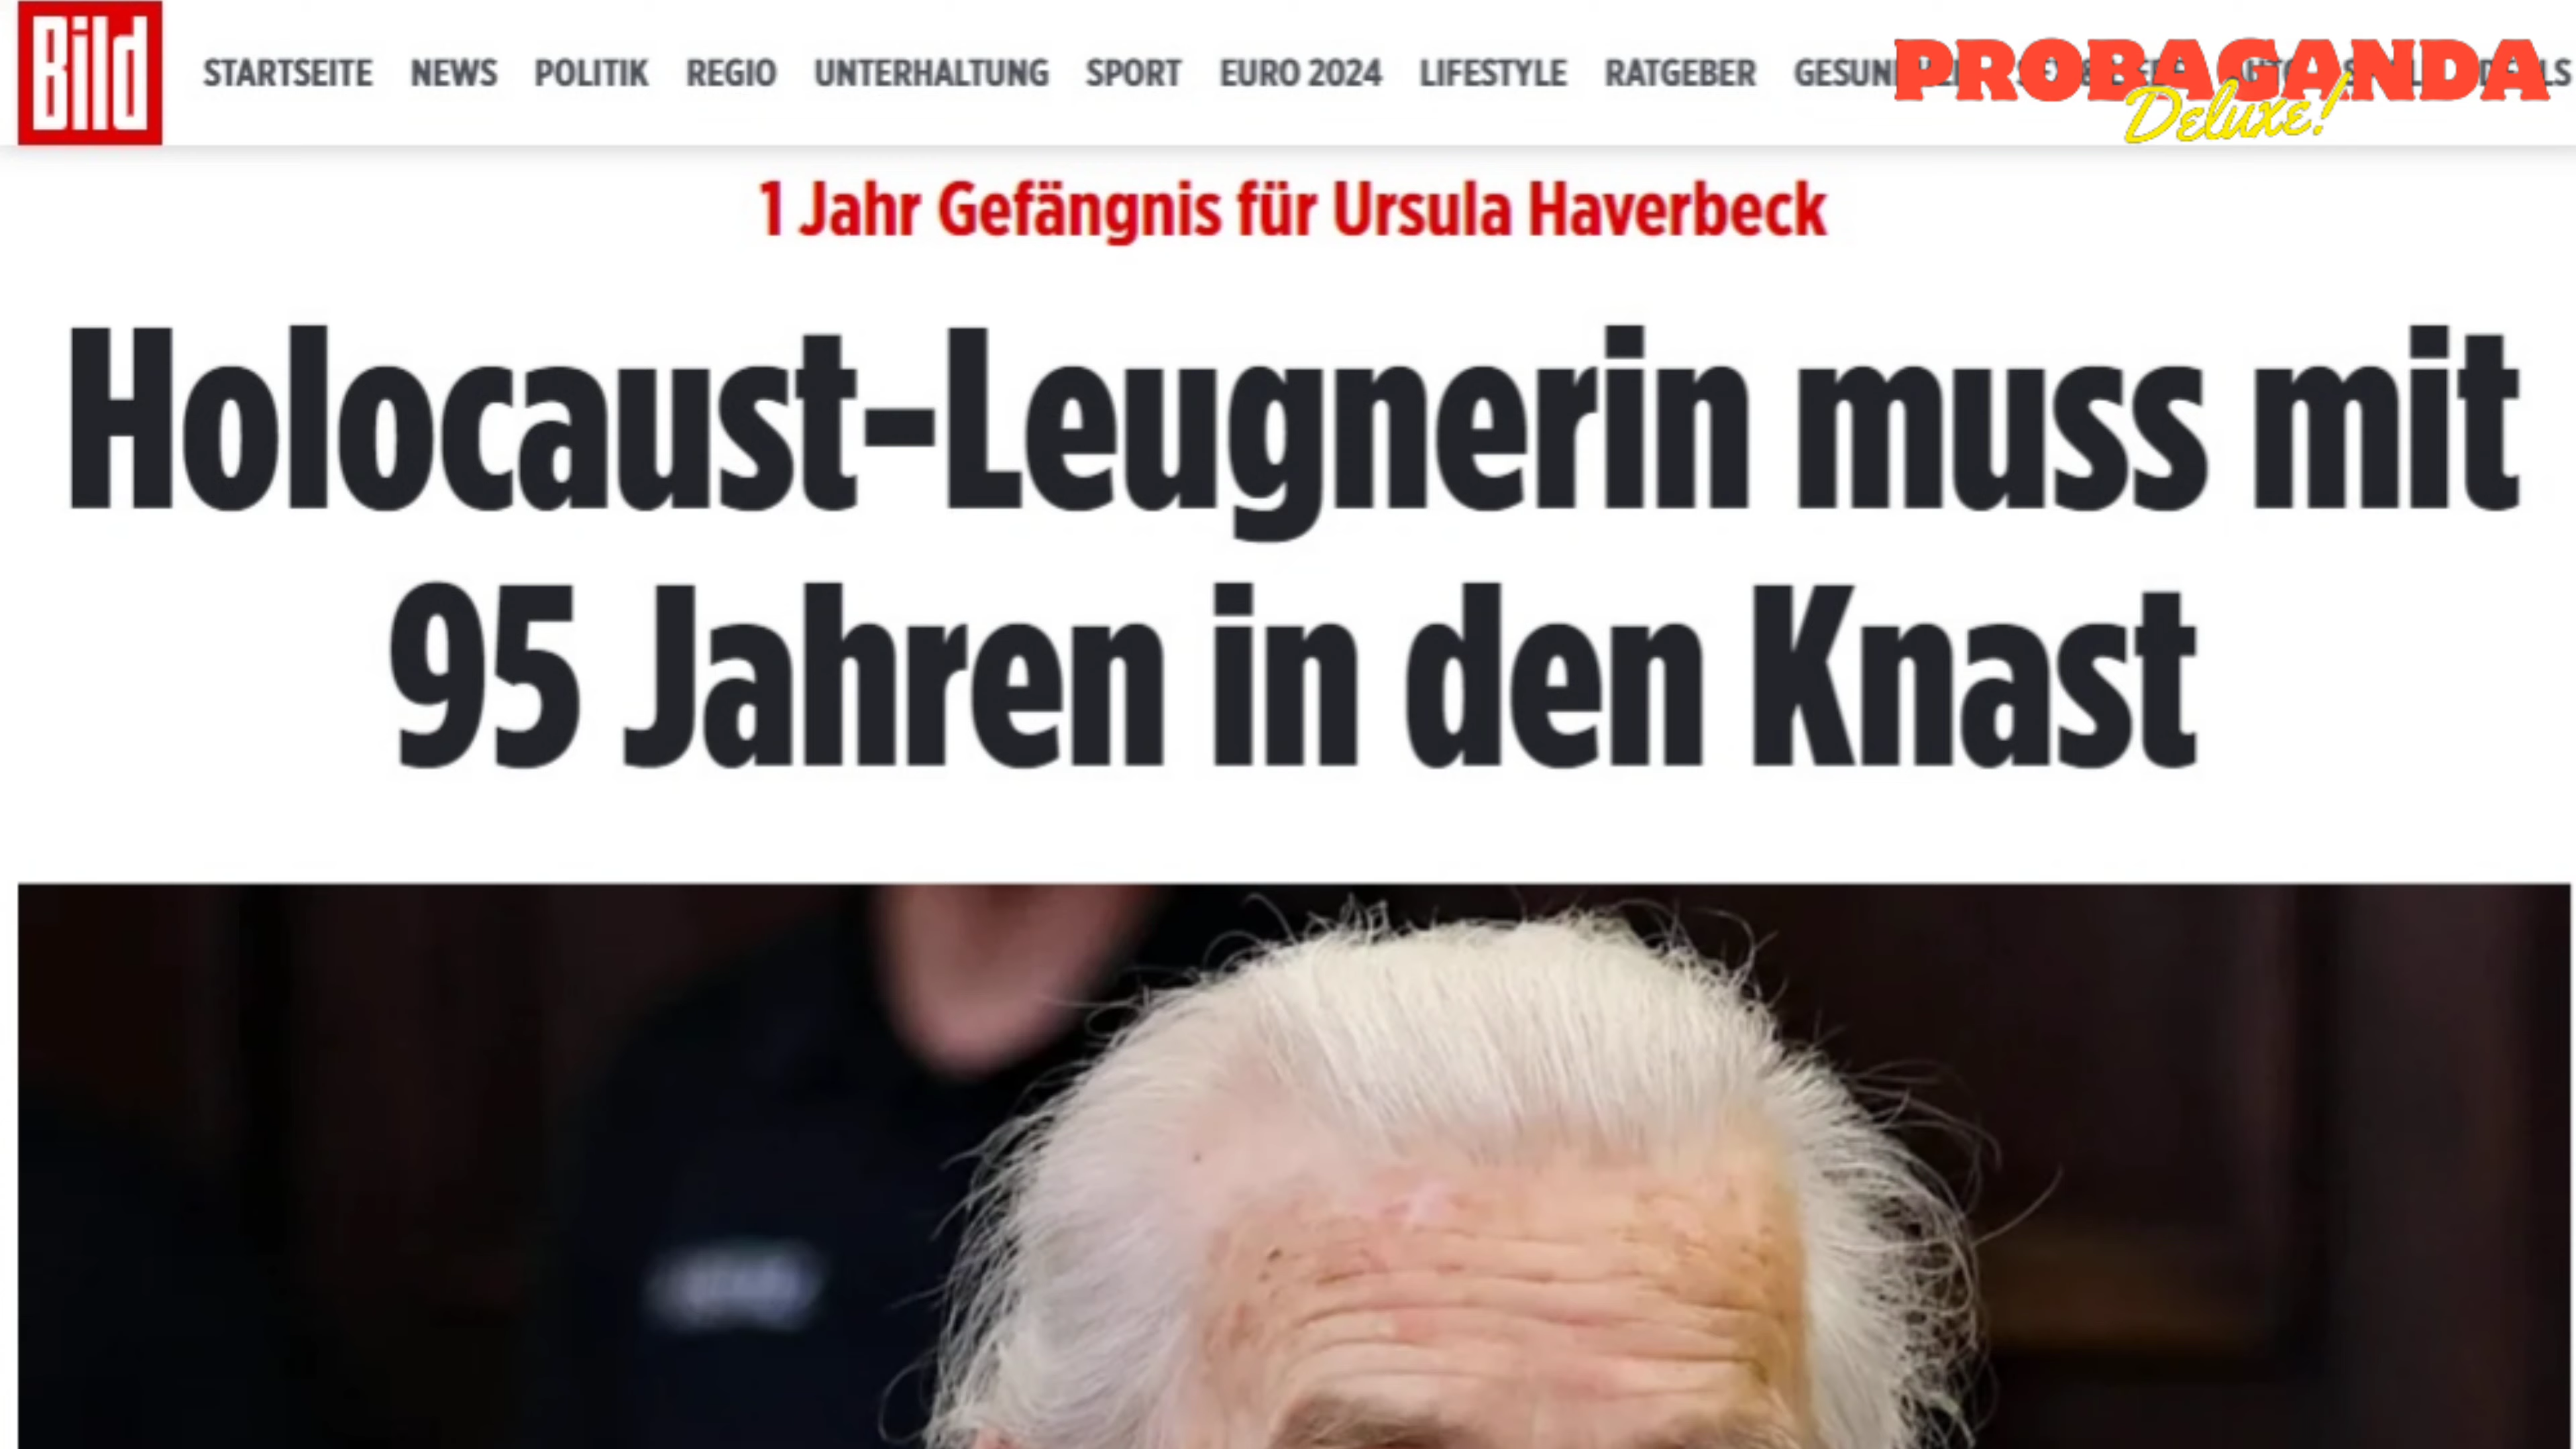 Bild
STARTSEITE NEWS POLITIK REGIO UNTERHALTUNG SPORT EURO 2024 LIFESTYLE RATGEBER
PROBAGANDA
Deluxe!
1 Jahr Gefängnis für Ursula Haverbeck
Holocaust-Leugnerin muss mit
95 Jahren in den Knast